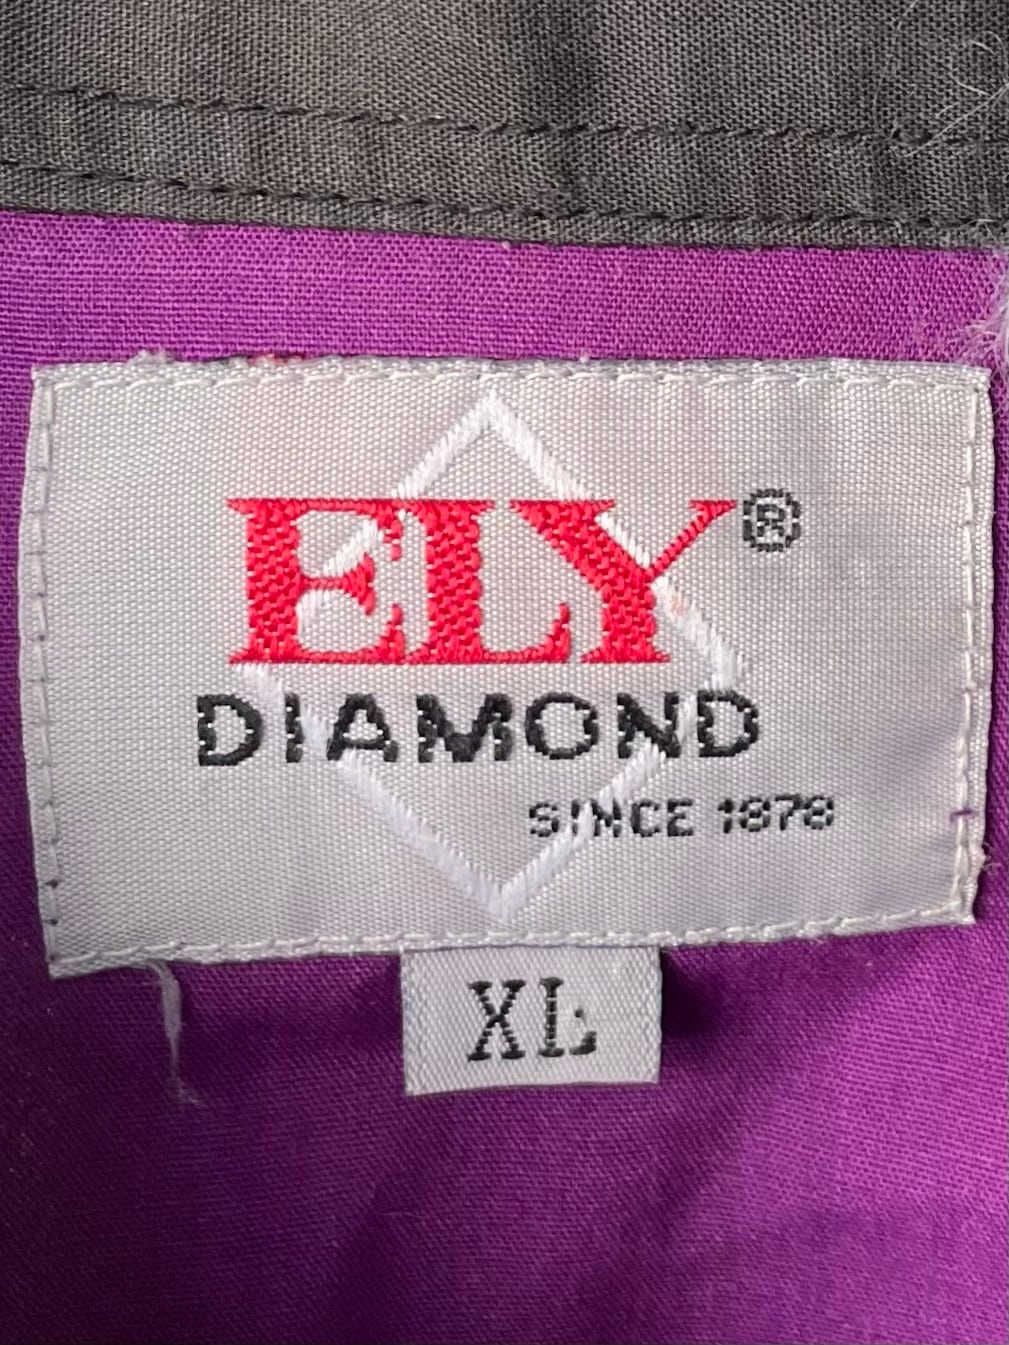 ELY®
DIAMOND
SINCE 1878
XL